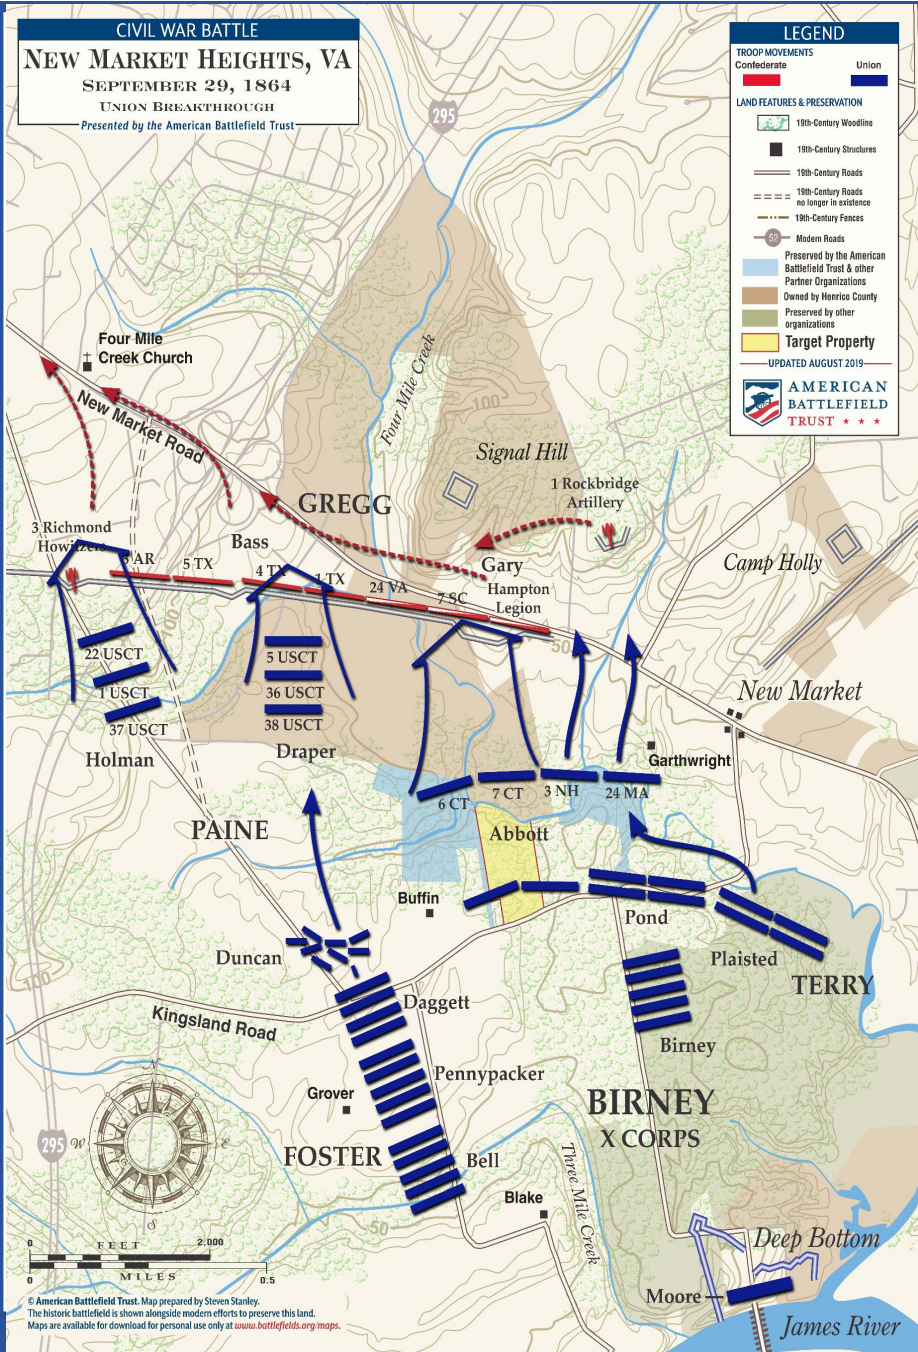 CIVIL WAR BATTLE
NEW MARKET HEIGHTS, VA
SEPTEMBER 29, 1864
UNION BREAKTHROUGH
Presented by the American Battlefield Trust
LEGEND
TROOP MOVEMENTS
Confederate
Union
LAND FEATURES & PRESERVATION
19th-Century Woodline
19th-Century Structures
19th-Century Roads
19th-Century Roads
no longer in existence
19th-Century Fences
52
Modern Roads
Preserved by the American
Battlefield Trust & other
Partner Organizations
Owned by Henrico County
Preserved by other
organizations
Target Property
UPDATED AUGUST 2019
AMERICAN
BATTLEFIELD
TRUST
295
Four Mile
Creek Church
New Market Road
Four Mile Creek
100
Signal Hill
1 Rockbridge
Artillery
GREGG
3 Richmond
Howitzers
Bass
3 AR
5 TX
4 TX
1 TX
24 VA
7 SC
Gary
Hampton
Legion
Camp Holly
100
50
22 USCT
1 USCT
37 USCT
Holman
5 USCT
36 USCT
38 USCT
Draper
New Market
Garthwright
6 CT
7 CT
3 NH
24 MA
PAINE
Abbott
Buffin
Pond
Plaisted
TERRY
Duncan
100
Daggett
Kingsland Road
Birney
Pennypacker
Grover
BIRNEY
X CORPS
FOSTER
Bell
295
N
W
E
S
Blake
Three Mile Creek
50
Deep Bottom
Moore
James River
0
FEET
2,000
MILES
0
0.5
© American Battlefield Trust. Map prepared by Steven Stanley.
The historic battlefield is shown alongside modern efforts to preserve this land.
Maps are available for download for personal use only at www.battlefields.org/maps.